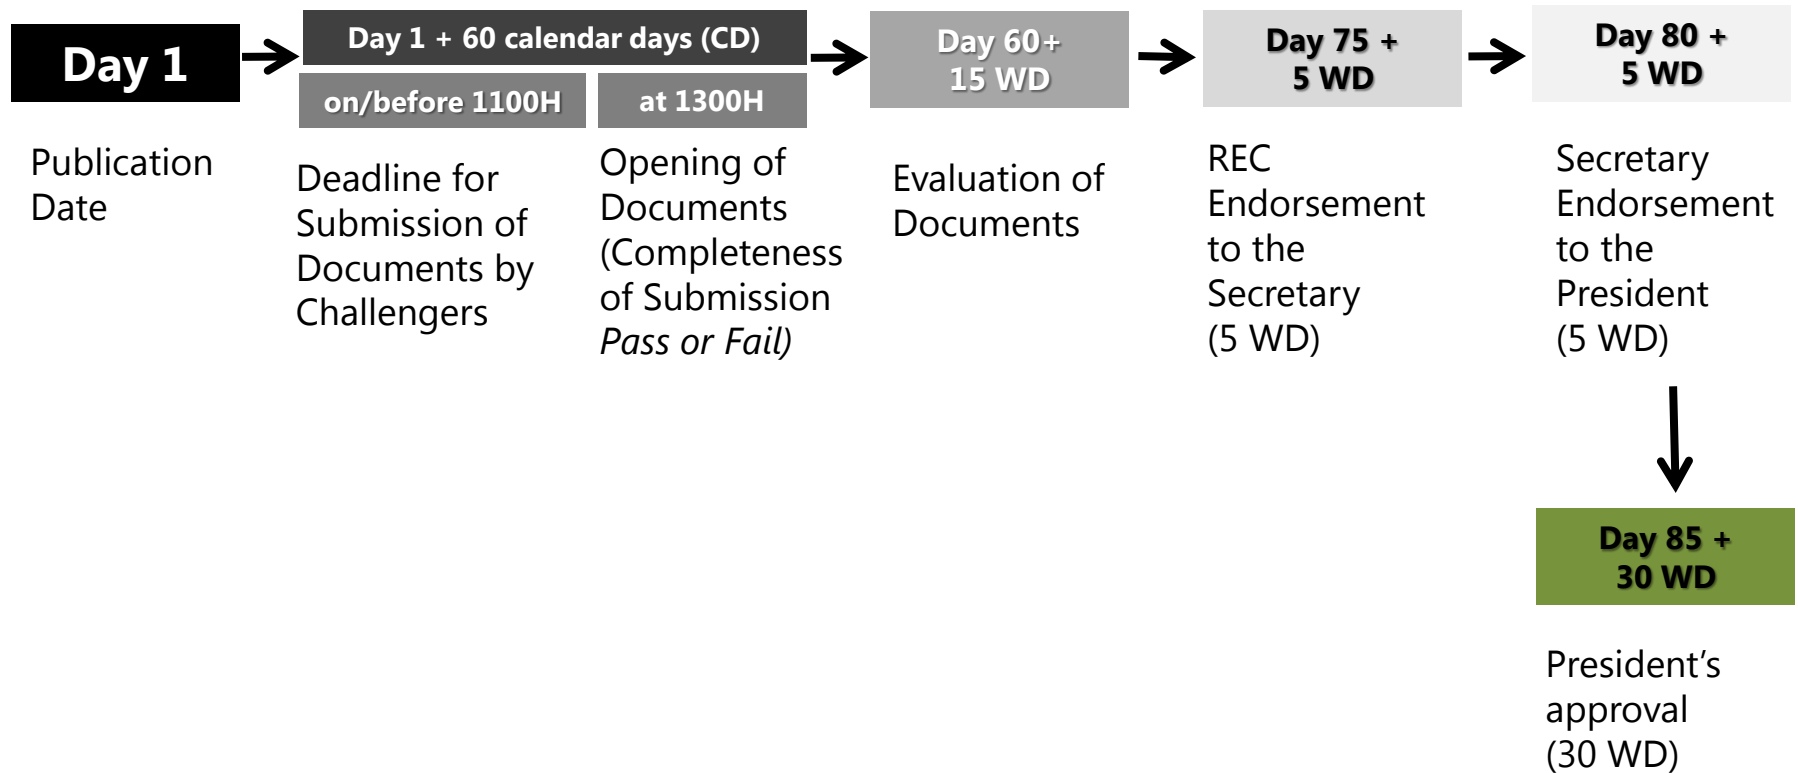 Day 1
Publication
Date
Day 1 + 60 calendar days (CD)
on/before 1100H
Deadline for
Submission of
Documents by
Challengers
at 1300H
Opening of
Documents
(Completeness
of Submission
Pass or Fail)
Day 60+
15 WD
Evaluation of
Documents
Day 75 +
5 WD
REC
Endorsement
to the
Secretary
(5 WD)
Day 80 +
5 WD
Secretary
Endorsement
to the
President
(5 WD)
Day 85 +
30 WD
President’s
approval
(30 WD)